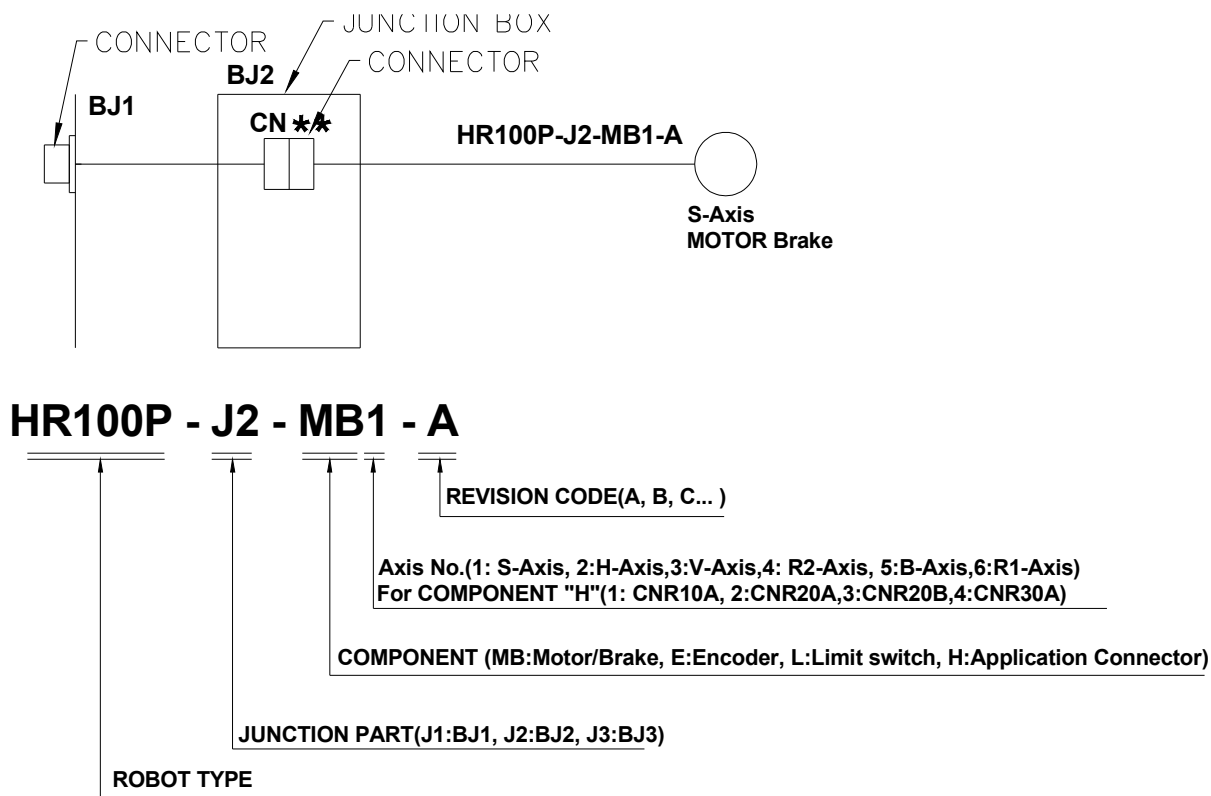 JUNCTION BOX
CONNECTOR
CONNECTOR
BJ2
BJ1
CN **
HR100P-J2-MB1-A
S-Axis
MOTOR Brake
HR100P - J2 - MB1 - A
REVISION CODE(A, B, C... )
Axis No.(1: S-Axis, 2:H-Axis,3:V-Axis,4: R2-Axis, 5:B-Axis,6:R1-Axis)
For COMPONENT "H"(1: CNR10A, 2:CNR20A,3:CNR20B,4:CNR30A)
COMPONENT (MB:Motor/Brake, E:Encoder, L:Limit switch, H:Application Connector)
JUNCTION PART(J1:BJ1, J2:BJ2, J3:BJ3)
ROBOT TYPE